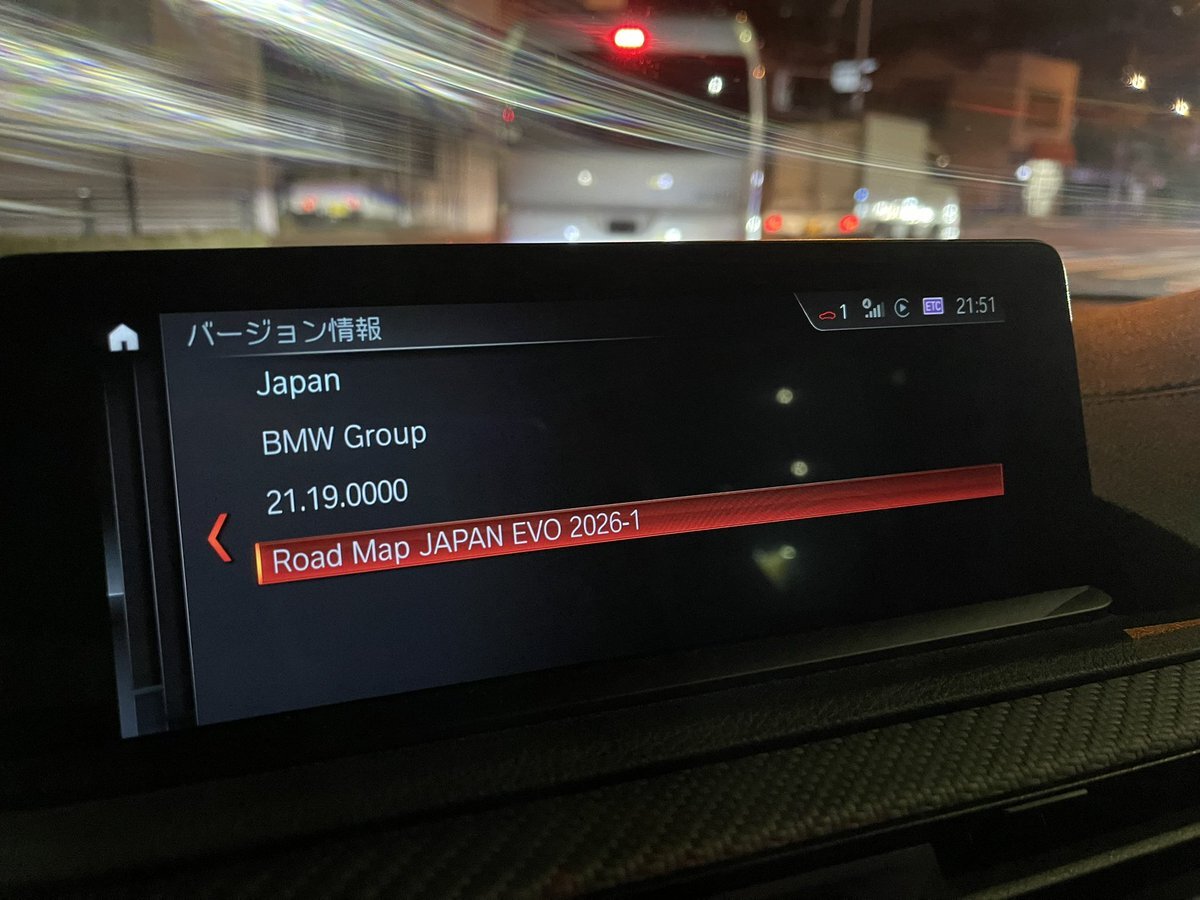 バージョン情報
1 ETC 21:51
Japan
BMW Group
21.19.0000
Road Map JAPAN EVO 2026-1